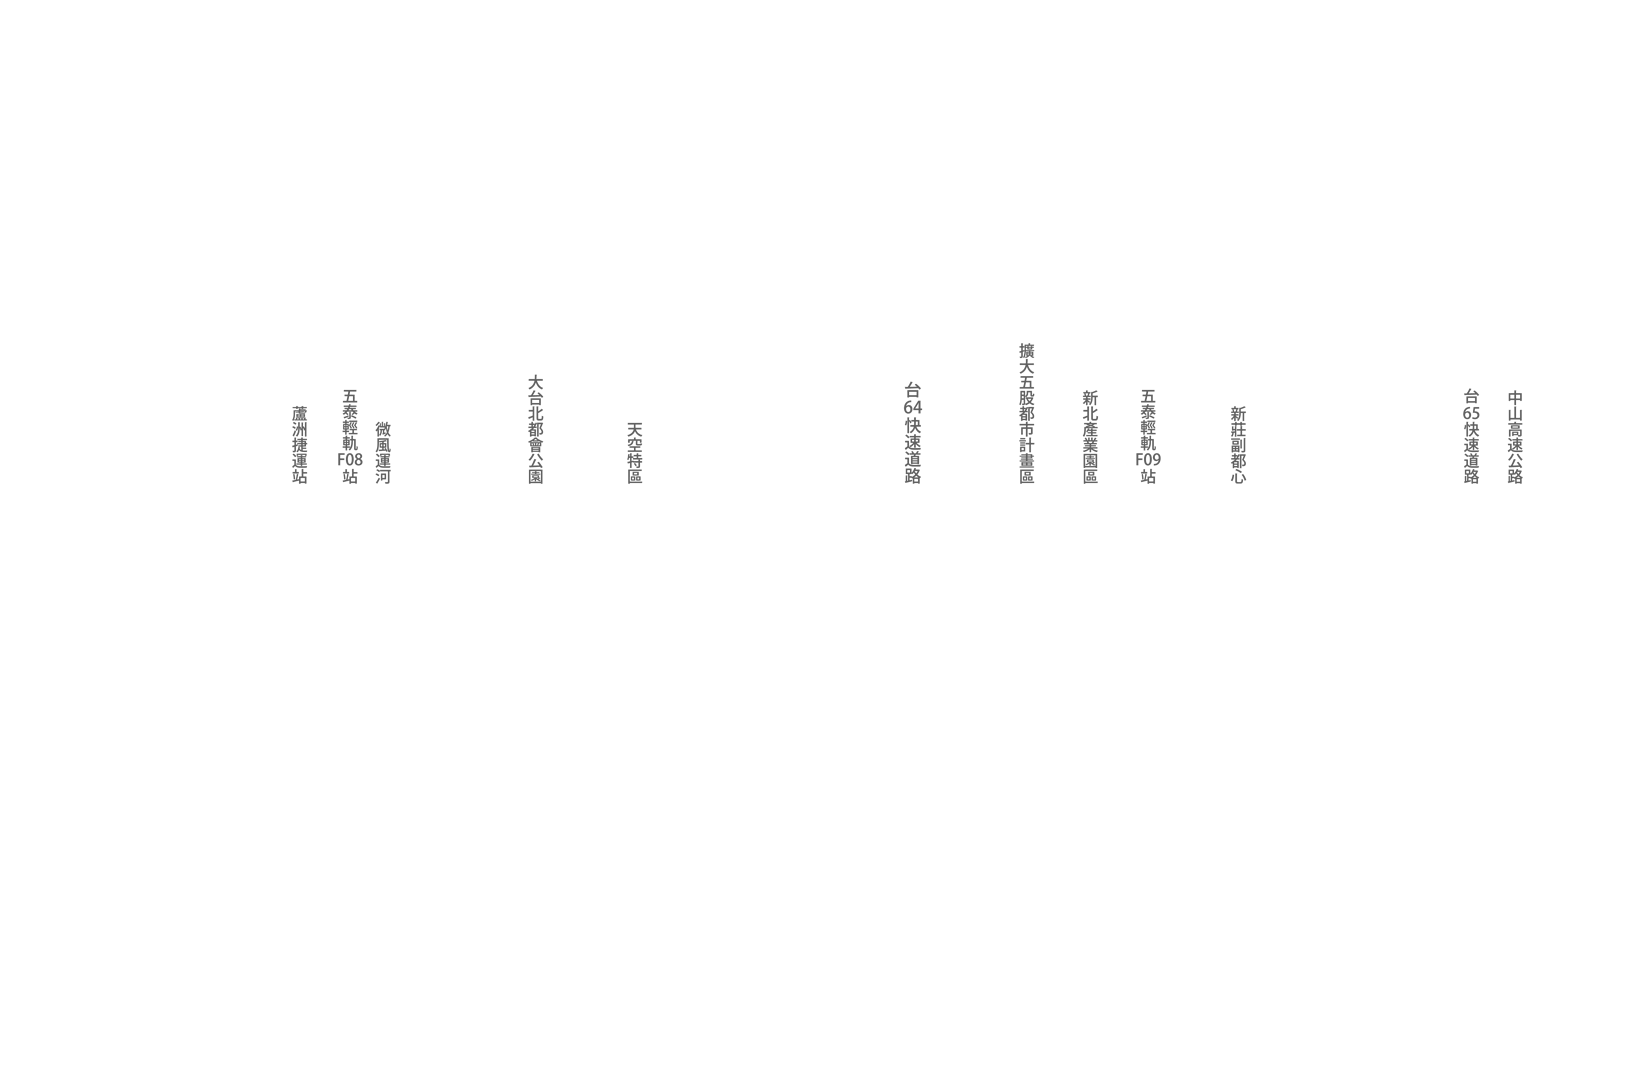 蘆洲捷運站
五泰輕軌F08站
微風運河
大台北都會公園
天空特區
台64快速道路
擴大五股都市計畫區
新北產業園區
五泰輕軌F09站
新莊副都心
台65快速道路
中山高速公路